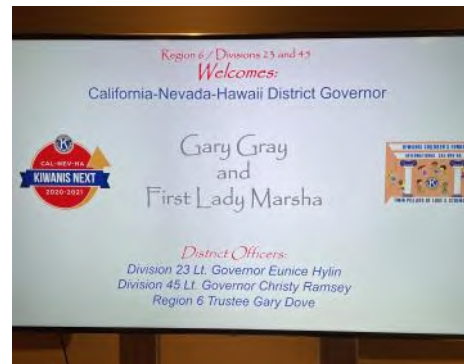 Region 6 / Divisions 23 and 45
Welcomes:
California-Nevada-Hawaii District Governor
Gary Gray
and
First Lady Marsha
CAL-NEV-HA
KIWANIS NEXT
2020-2021
District Officers:
Division 23 Lt. Governor Eunice Hylin
Division 45 Lt. Governor Christy Ramsey
Region 6 Trustee Gary Dove